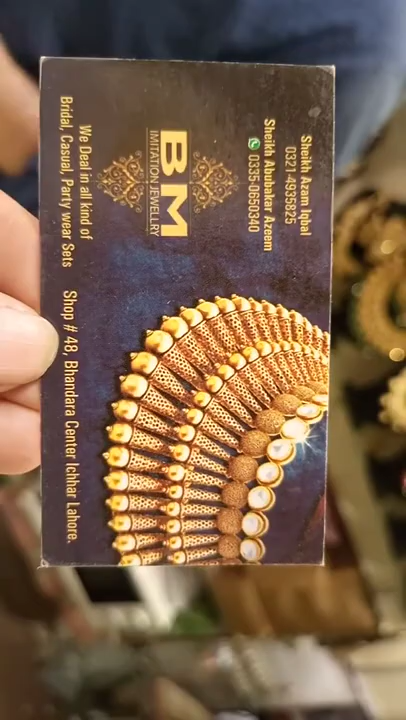 Sheikh Azam Iqbal
0321-4935825
Sheikh Abubakar Azeem
0335-0650340
BM
IMITATION JEWELLRY
We Deal in all kind of
Bridal, Casual, Party wear Sets
Shop # 48, Bhandara Center Ichhar Lahore.